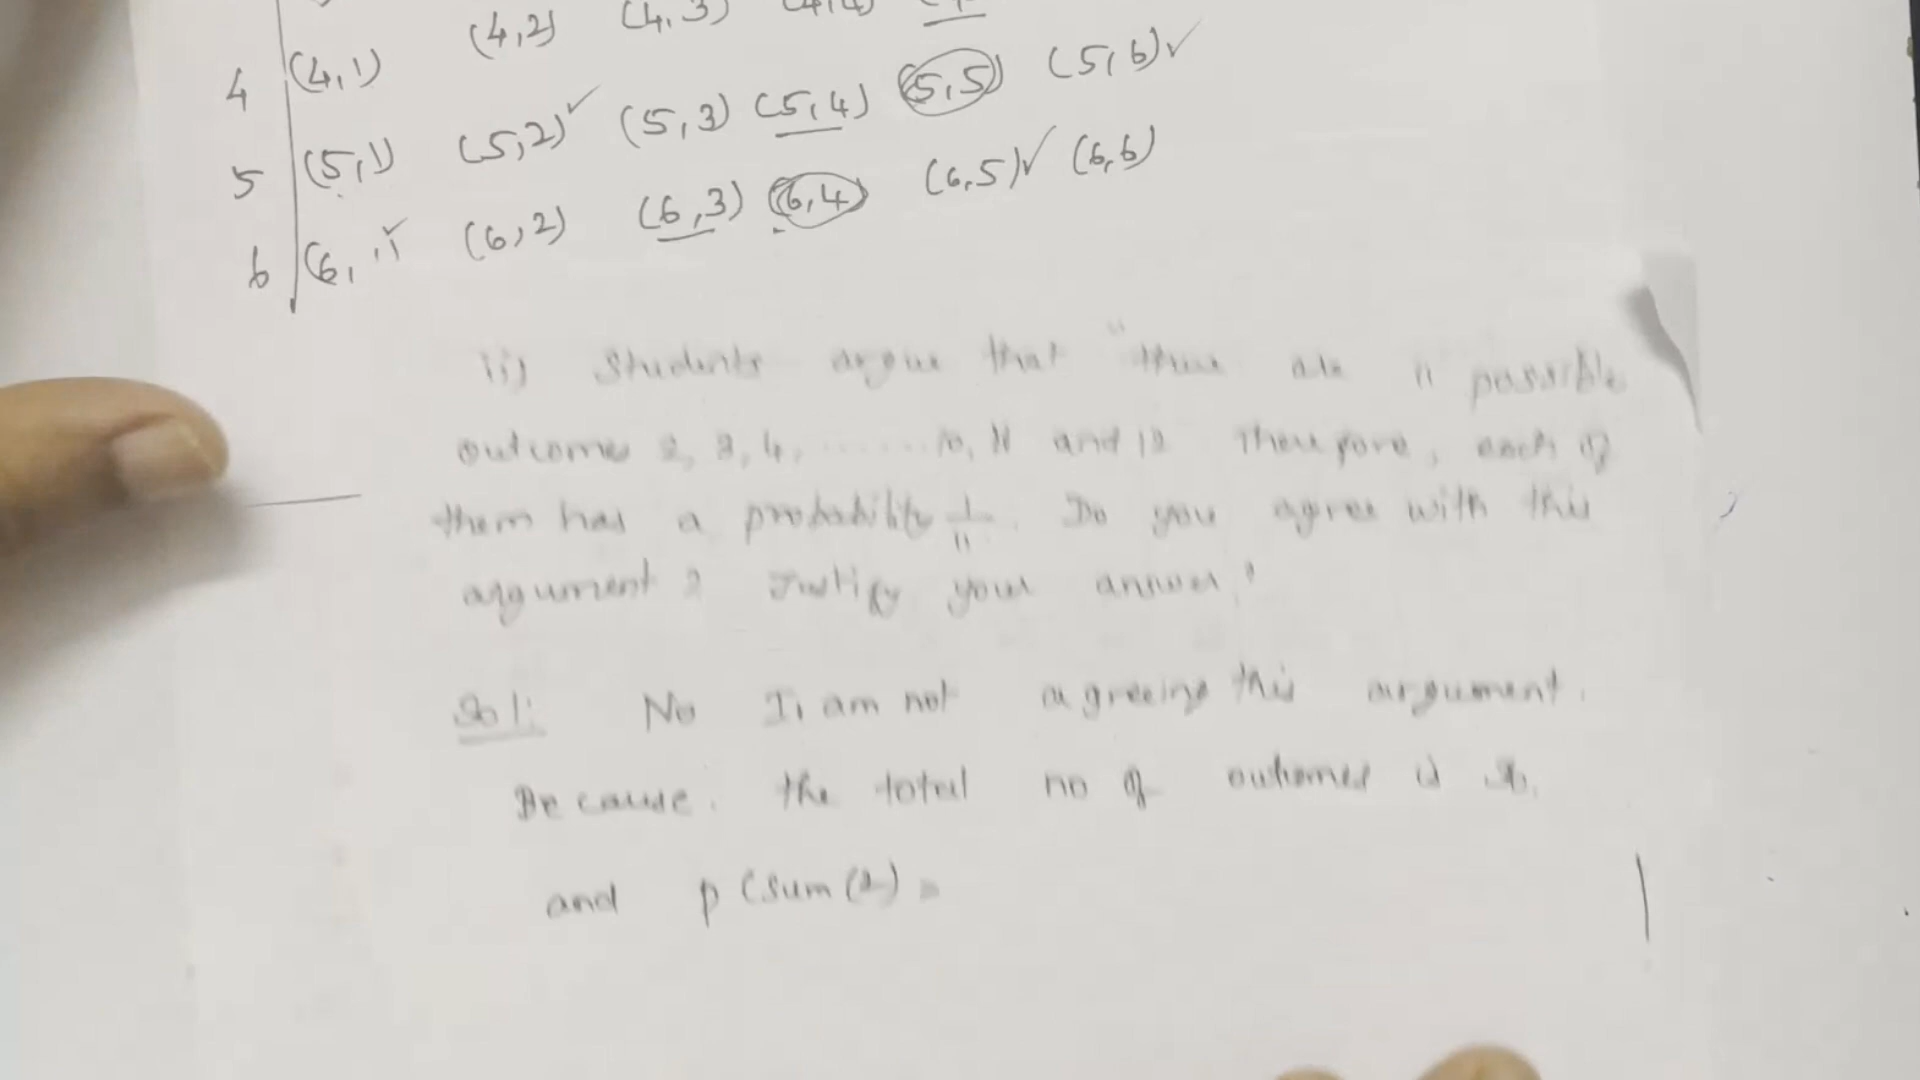 (4,2) (4,3) (4,4)
4 (4,1)
5 (5,1) (5,2)✓ (5,3) (5,4) (5,5) (5,6)✓
6 (6, 1✓ (6,2) (6,3) (6,4) (6,5)✓ (6,6)
ii) Students argue that "there are 11 possible
outcomes 2, 3, 4, ........ 10, 11 and 12 Therefore, each of
them has a probability 1/11. Do you agree with this
argument? Justify your answer?
Sol: No I am not agreeing this argument.
Because. the total no of outcomes is
and p(sum(2) =